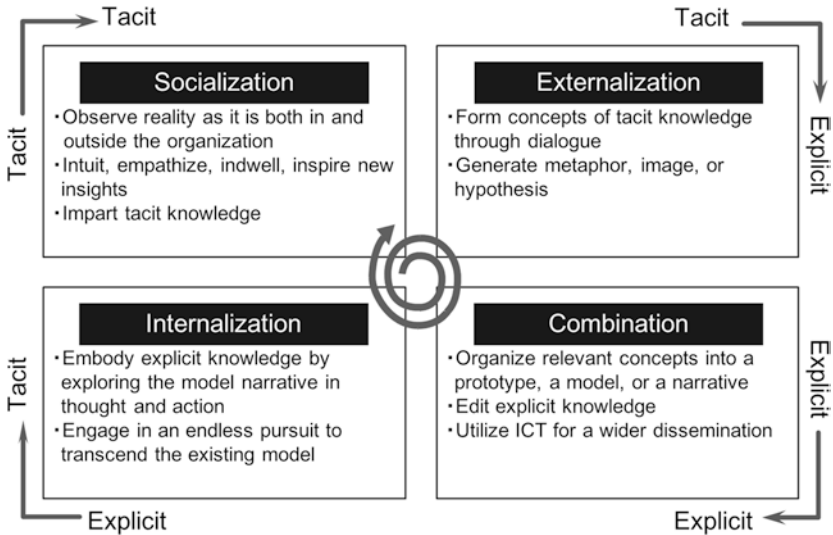 Tacit
Tacit
Tacit
Explicit
Socialization
・Observe reality as it is both in and
outside the organization
・Intuit, empathize, indwell, inspire new
insights
・Impart tacit knowledge
Externalization
・Form concepts of tacit knowledge
through dialogue
・Generate metaphor, image, or
hypothesis
Internalization
・Embody explicit knowledge by
exploring the model narrative in
thought and action
・Engage in an endless pursuit to
transcend the existing model
Combination
・Organize relevant concepts into a
prototype, a model, or a narrative
・Edit explicit knowledge
・Utilize ICT for a wider dissemination
Tacit
Explicit
Explicit
Explicit